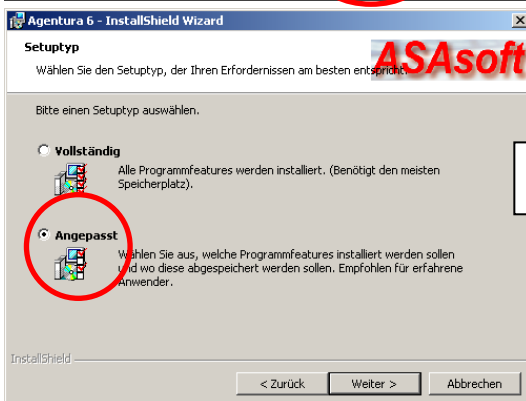 Agentura 6 - InstallShield Wizard
Setuptyp
Wählen Sie den Setuptyp, der Ihren Erfordernissen am besten entspricht.
ASAsoft
Bitte einen Setuptyp auswählen.
Vollständig
Alle Programmfeatures werden installiert. (Benötigt den meisten
Speicherplatz).
Angepasst
Wählen Sie aus, welche Programmfeatures installiert werden sollen
und wo diese abgespeichert werden sollen. Empfohlen für erfahrene
Anwender.
InstallShield
< Zurück
Weiter >
Abbrechen